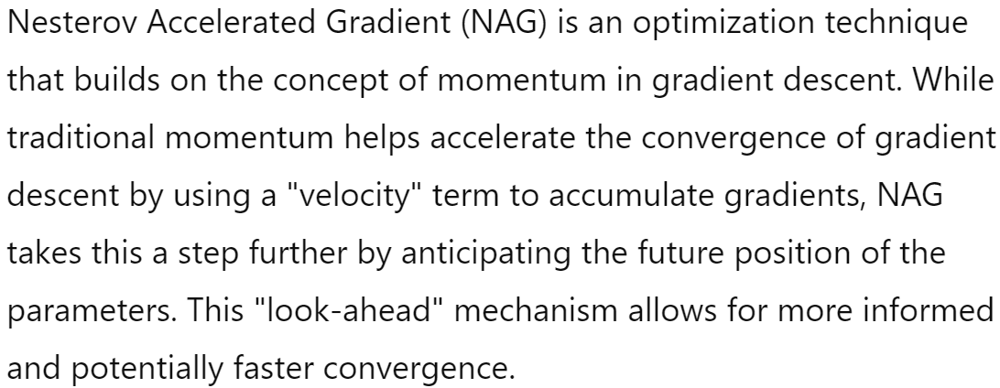 Nesterov Accelerated Gradient (NAG) is an optimization technique
that builds on the concept of momentum in gradient descent. While
traditional momentum helps accelerate the convergence of gradient
descent by using a "velocity" term to accumulate gradients, NAG
takes this a step further by anticipating the future position of the
parameters. This "look-ahead" mechanism allows for more informed
and potentially faster convergence.